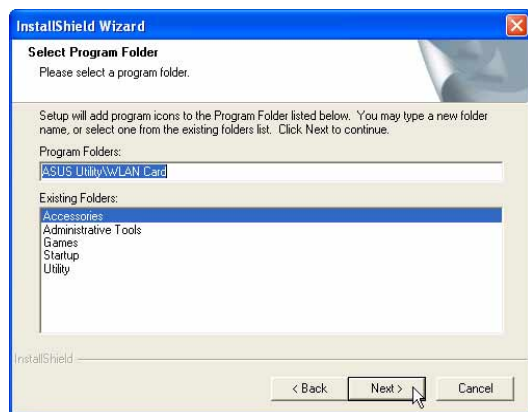 InstallShield Wizard
Select Program Folder
Please select a program folder.
Setup will add program icons to the Program Folder listed below. You may type a new folder
name, or select one from the existing folders list. Click Next to continue.
Program Folders:
ASUS Utility\WLAN Card
Existing Folders:
Accessories
Administrative Tools
Games
Startup
Utility
InstallShield
< Back
Next >
Cancel